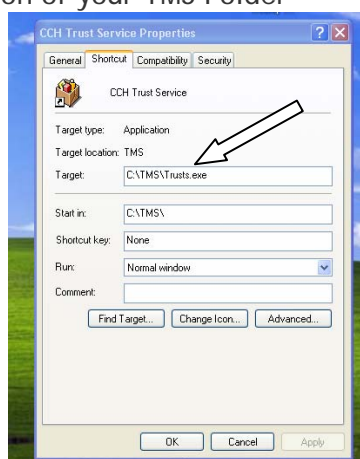 on of your TMS Folder
CCH Trust Service Properties
General Shortcut Compatibility Security
CCH Trust Service
Target type: Application
Target location: TMS
Target: C:\TMS\Trusts.exe
Start in: C:\TMS\
Shortcut key: None
Run: Normal window
Comment:
Find Target... Change Icon... Advanced...
OK Cancel Apply